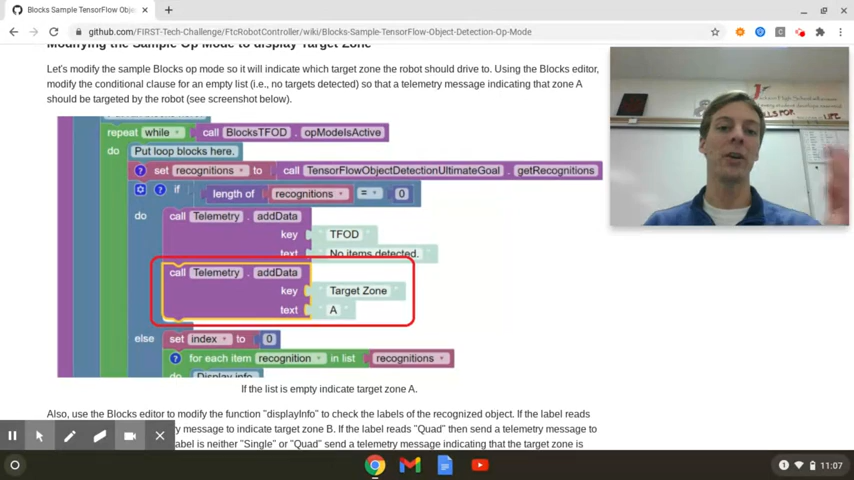 Blocks Sample TensorFlow Objec
github.com/FIRST-Tech-Challenge/FtcRobotController/wiki/Blocks-Sample-TensorFlow-Object-Detection-Op-Mode
Modifying the Sample Op Mode to display Target Zone
Let's modify the sample Blocks op mode so it will indicate which target zone the robot should drive to. Using the Blocks editor,
modify the conditional clause for an empty list (i.e., no targets detected) so that a telemetry message indicating that zone A
should be targeted by the robot (see screenshot below).
repeat while call BlocksTFOD . opModeIsActive
do Put loop blocks here.
set recognitions to call TensorFlowObjectDetectionUltimateGoal . getRecognitions
if length of recognitions = 0
do call Telemetry . addData
key " TFOD "
text " No items detected. "
call Telemetry . addData
key " Target Zone "
text " A "
else set index to 0
for each item recognition in list recognitions
do Display info
If the list is empty indicate target zone A.
Also, use the Blocks editor to modify the function "displayInfo" to check the labels of the recognized object. If the label reads
ry message to indicate target zone B. If the label reads "Quad" then send a telemetry message to
abel is neither "Single" or "Quad" send a telemetry message indicating that the target zone is
1 11:07